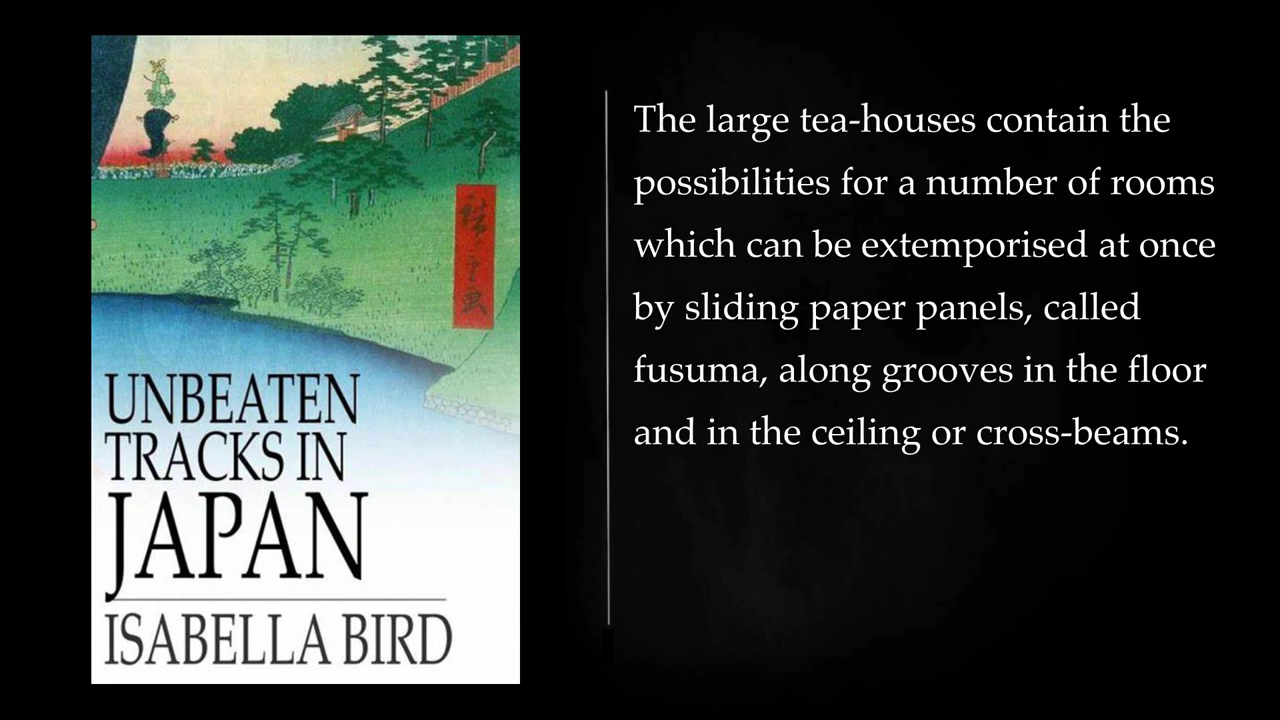 UNBEATEN
TRACKS IN
JAPAN
ISABELLA BIRD
The large tea-houses contain the
possibilities for a number of rooms
which can be extemporised at once
by sliding paper panels, called
fusuma, along grooves in the floor
and in the ceiling or cross-beams.